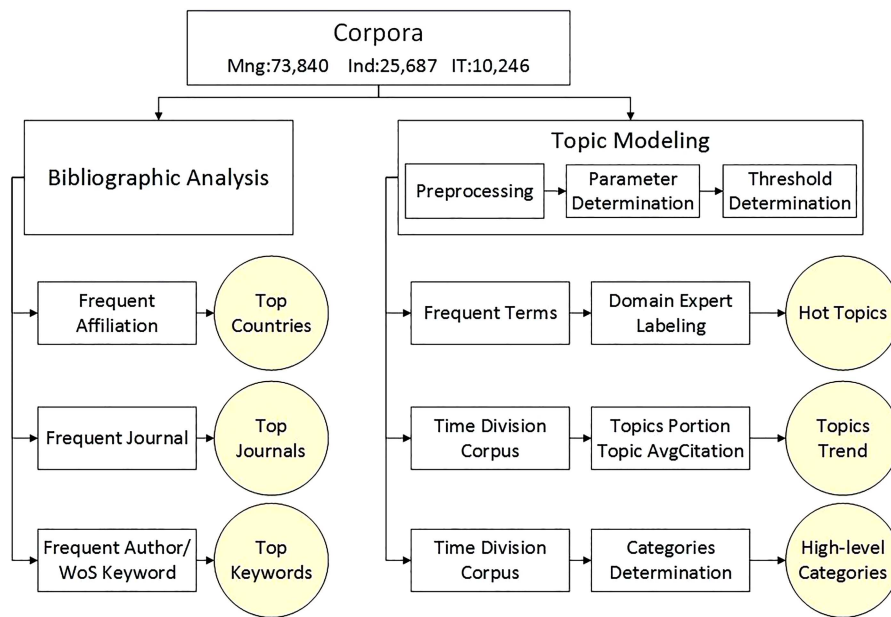 Corpora
Mng:73,840 Ind:25,687 IT:10,246
Bibliographic Analysis
Topic Modeling
Preprocessing
Parameter
Determination
Threshold
Determination
Frequent
Affiliation
Top
Countries
Frequent Terms
Domain Expert
Labeling
Hot Topics
Frequent Journal
Top
Journals
Time Division
Corpus
Topics Portion
Topic AvgCitation
Topics
Trend
Frequent Author/
WoS Keyword
Top
Keywords
Time Division
Corpus
Categories
Determination
High-level
Categories